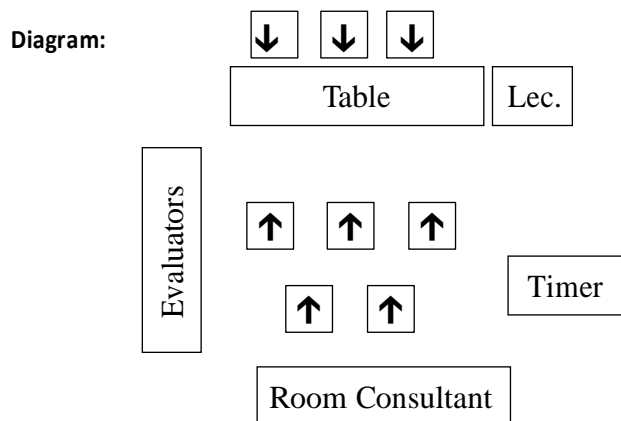 Diagram:
Table
Lec.
Evaluators
Timer
Room Consultant